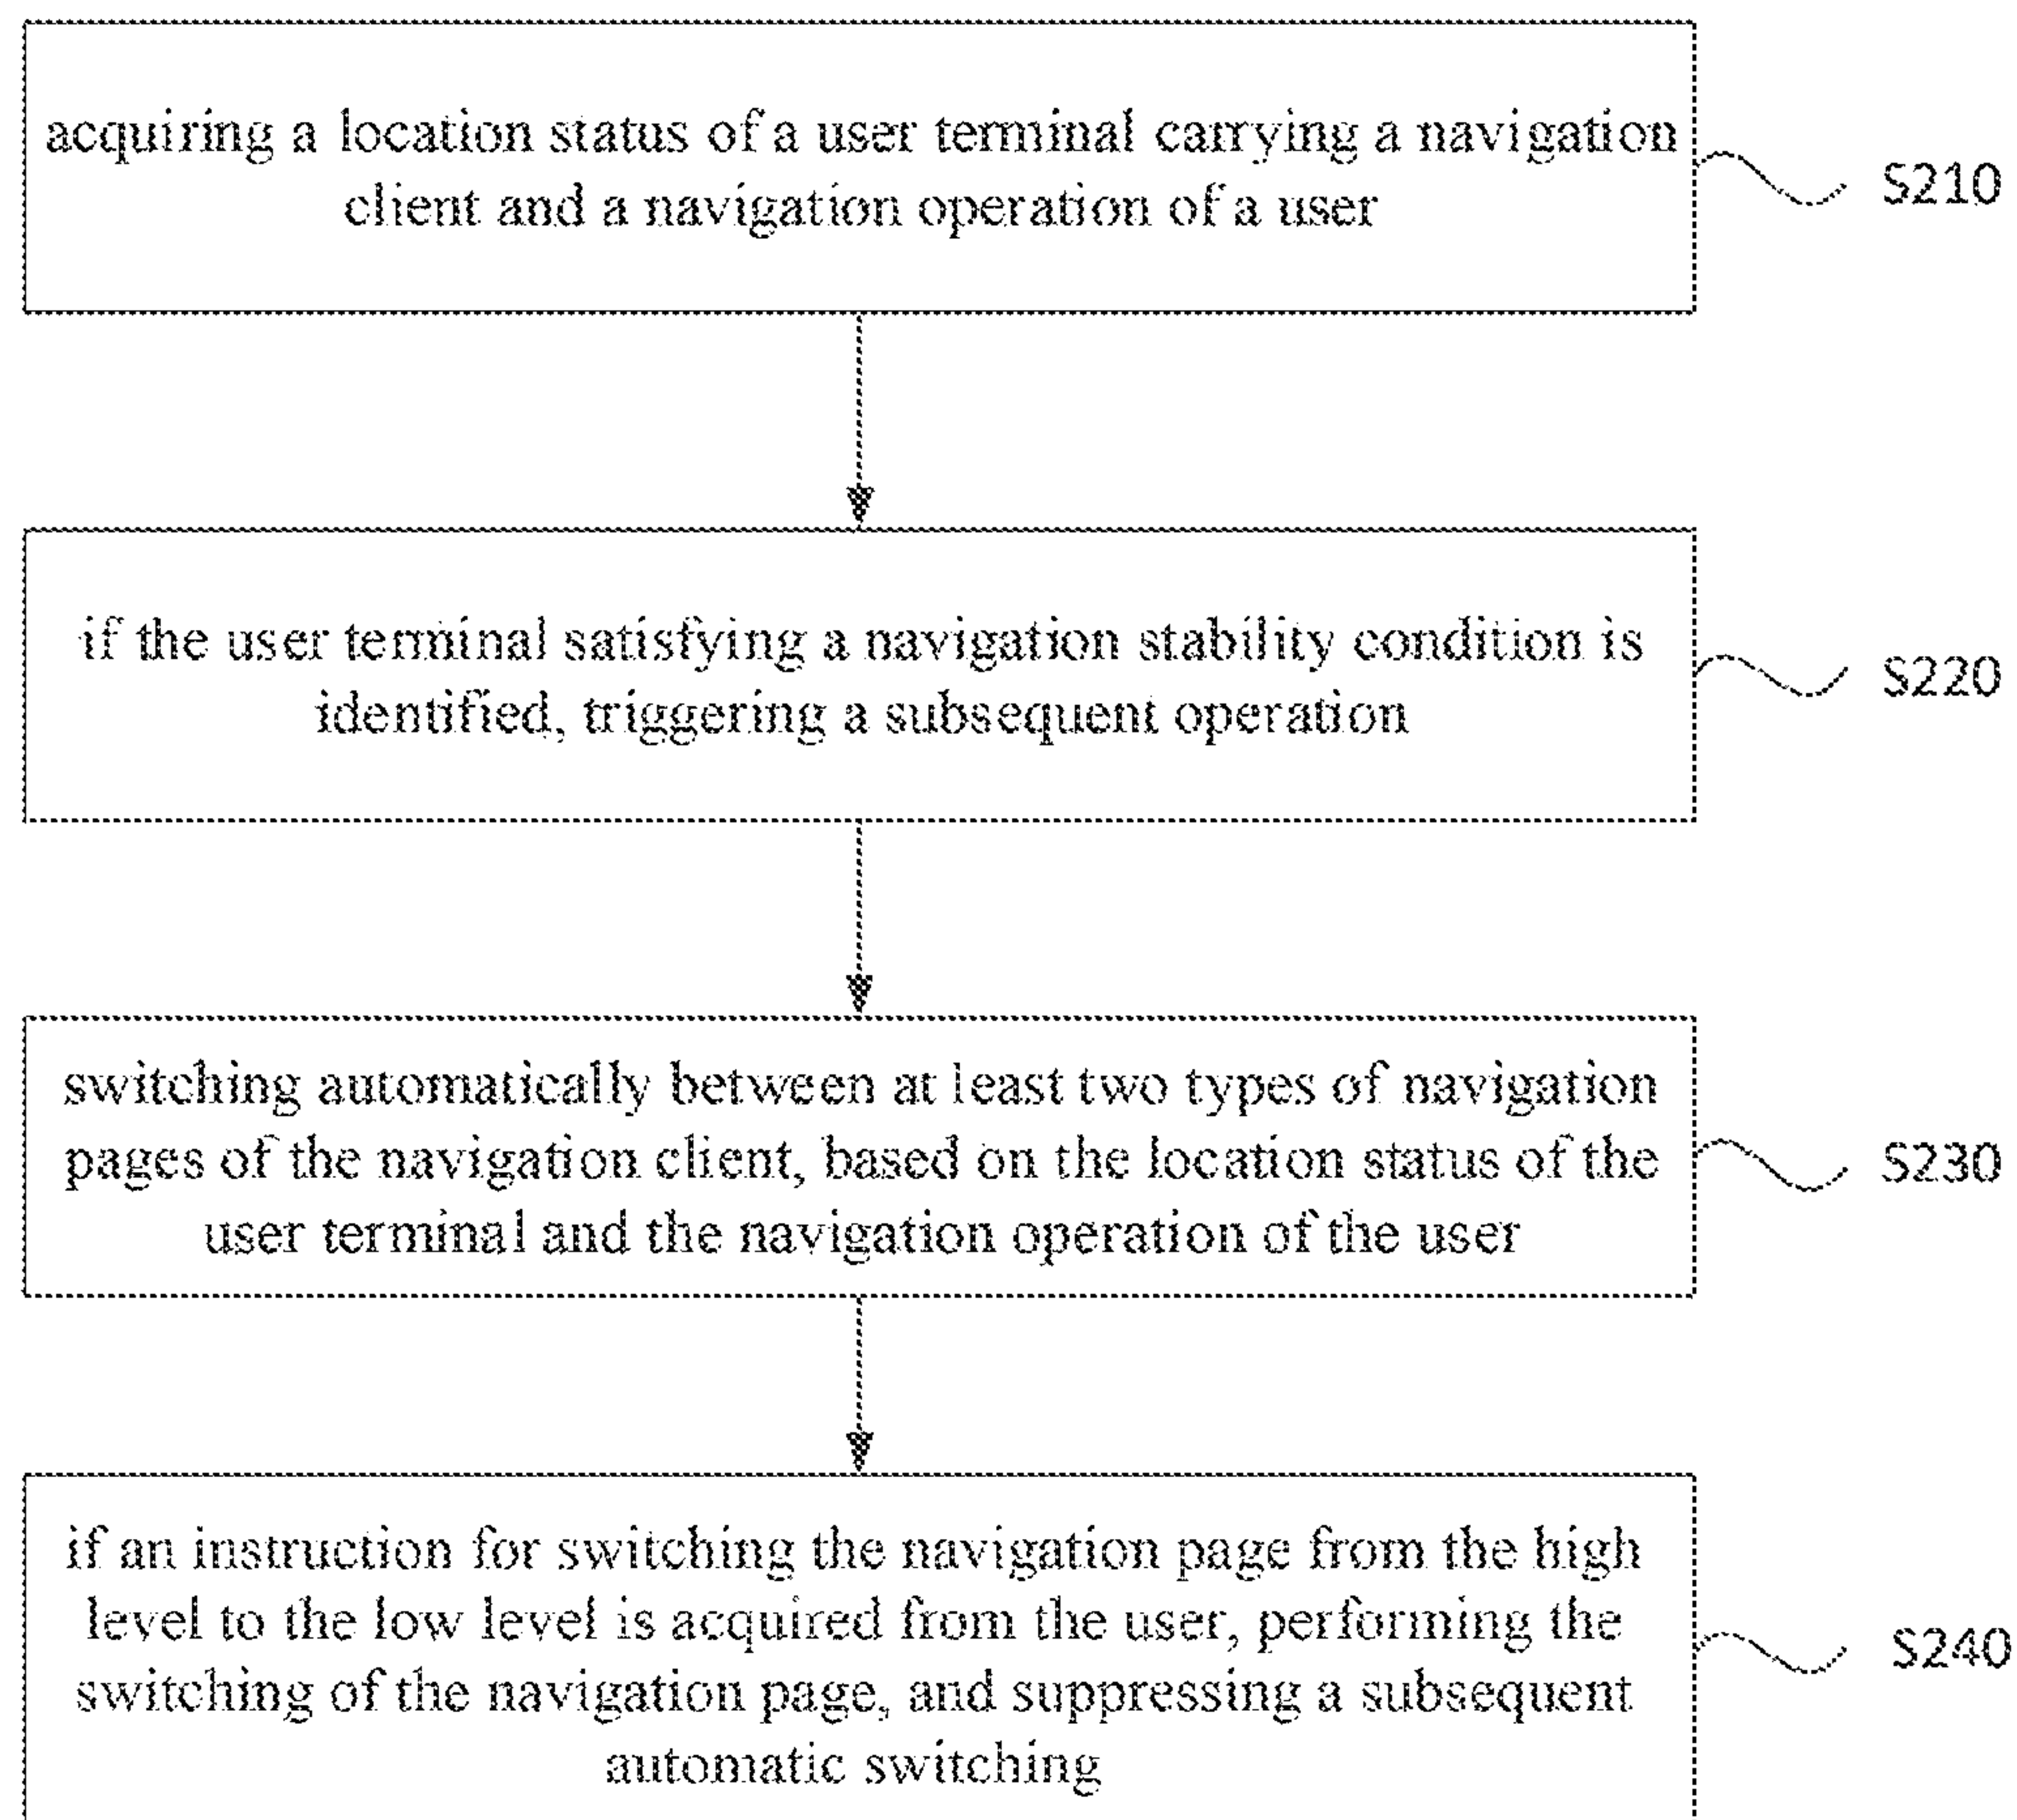 acquiring a location status of a user terminal carrying a navigation
client and a navigation operation of a user
S210
if the user terminal satisfying a navigation stability condition is
identified, triggering a subsequent operation
S220
switching automatically between at least two types of navigation
pages of the navigation client, based on the location status of the
user terminal and the navigation operation of the user
S230
if an instruction for switching the navigation page from the high
level to the low level is acquired from the user, performing the
switching of the navigation page, and suppressing a subsequent
automatic switching
S240